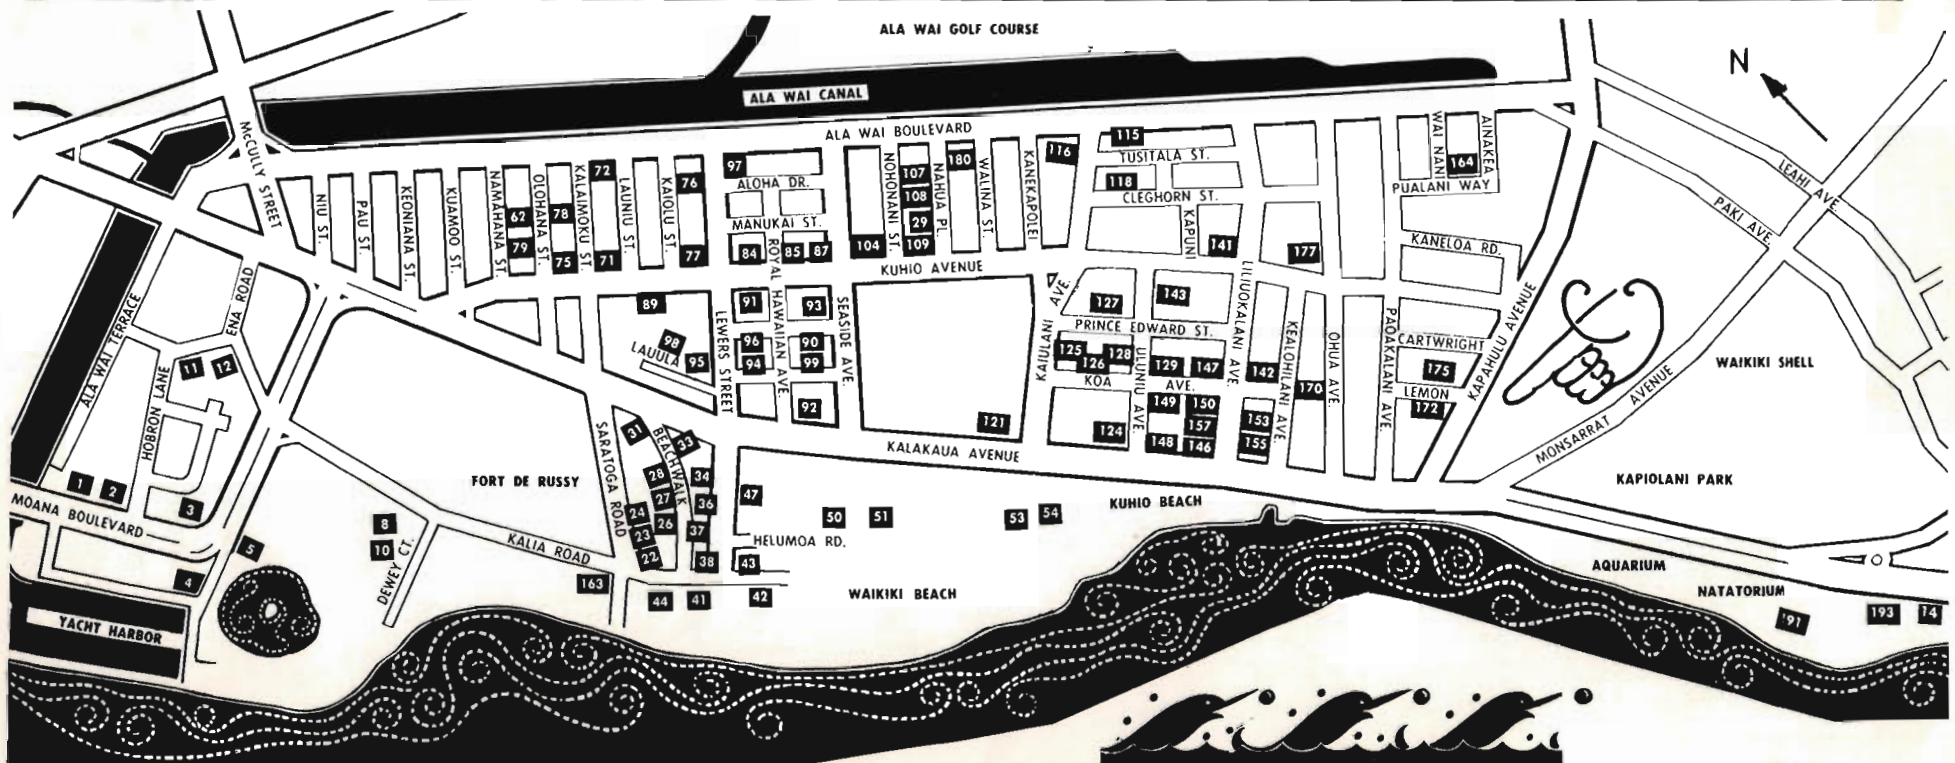 ALA WAI GOLF COURSE
N
ALA WAI CANAL
ALA WAI BOULEVARD
McCULLY STREET
NIU ST.
PAU ST.
KEONIANA ST.
KUAMOO ST.
NAMAHANA ST.
62
79
OLOHANA ST.
78
75
KALAIMOKU ST.
72
71
LAUNIU ST.
KAIOLU ST.
76
77
97
ALOHA DR.
MANUKAI ST.
84
ROYAL HAWAIIAN AVE.
85
87
104
NOHONANI ST.
107
108
29
109
NAHUA PL.
180
WALINA ST.
KANEKAPOLEI
116
115
TUSITALA ST.
118
CLEGHORN ST.
KAPUNI
141
LILIUOKALANI AVE.
177
WAI NANI
164
AINAKEA
PUALANI WAY
KANELOA RD.
LEAHI AVE.
PAKI AVE.
KUHIO AVENUE
89
98
LAUULA
95
LEWERS STREET
91
93
96
94
90
99
92
SEASIDE AVE.
121
KAIULANI AVE.
127
143
PRINCE EDWARD ST.
125
126
128
KOA AVE.
ULUNIU AVE.
129
147
124
149
150
157
148
146
142
153
155
KEALOHILANI AVE.
170
OHUA AVE.
PAOAKALANI AVE.
CARTWRIGHT
175
LEMON
172
KAPAHULU AVENUE
MONSARRAT AVENUE
WAIKIKI SHELL
KAPIOLANI PARK
ALA WAI TERRACE
ENA ROAD
HOBRON LANE
11
12
1
2
3
MOANA BOULEVARD
4
5
YACHT HARBOR
8
10
DEWEY CT.
FORT DE RUSSY
KALIA ROAD
163
SARATOGA ROAD
31
BEACHWALK
33
28
27
24
26
23
22
34
36
37
38
44
41
42
43
47
HELUMOA RD.
50
51
53
54
KALAKAUA AVENUE
KUHIO BEACH
WAIKIKI BEACH
AQUARIUM
NATATORIUM
193
14